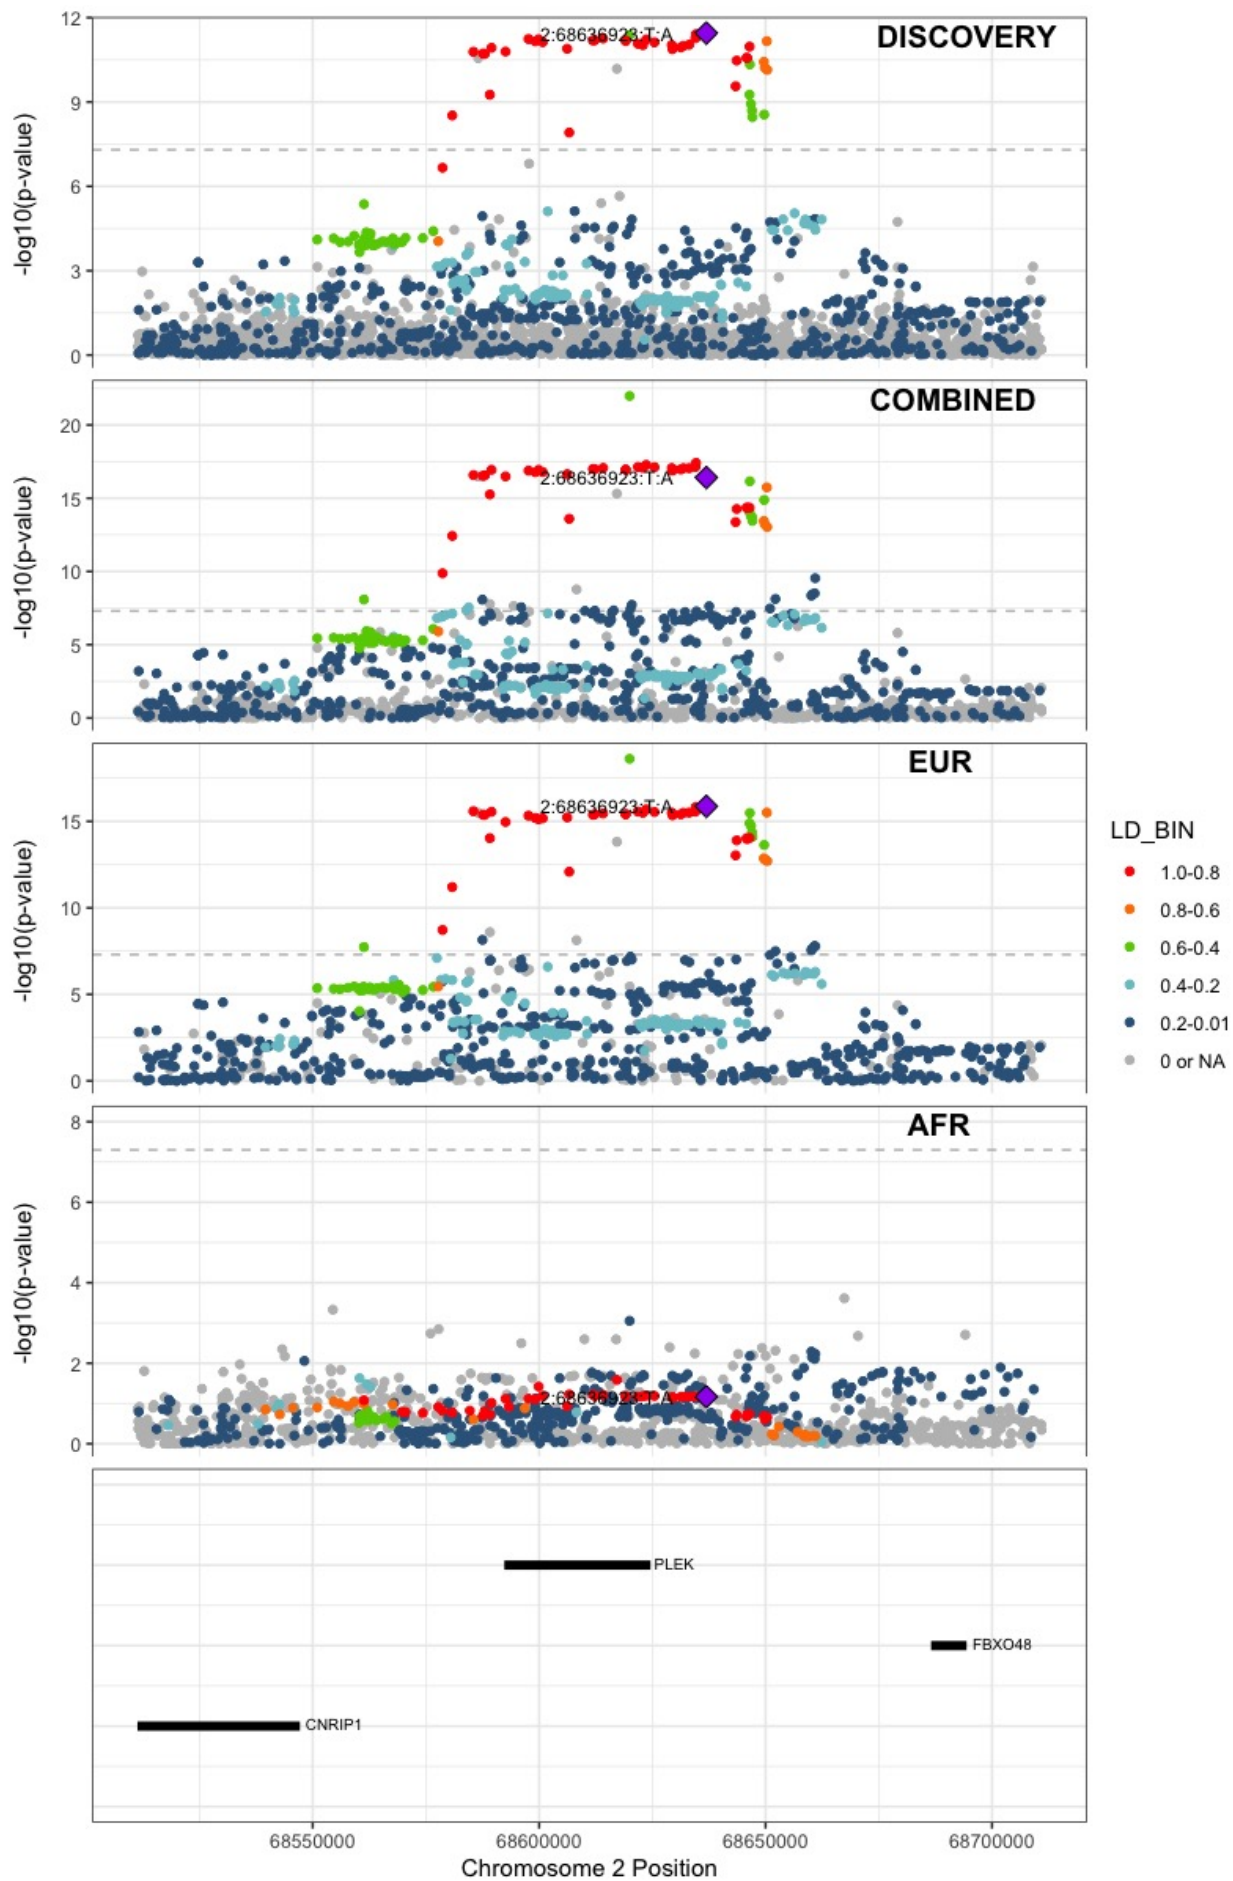 DISCOVERY
12
9
6
3
0
-log10(p-value)
2:68636923:T:A
COMBINED
20
15
10
5
0
-log10(p-value)
2:68636923:T:A
EUR
15
10
5
0
-log10(p-value)
2:68636923:T:A
LD_BIN
1.0-0.8
0.8-0.6
0.6-0.4
0.4-0.2
0.2-0.01
0 or NA
AFR
8
6
4
2
0
-log10(p-value)
2:68636923:T:A
PLEK
FBXO48
CNRIP1
68550000 68600000 68650000 68700000
Chromosome 2 Position